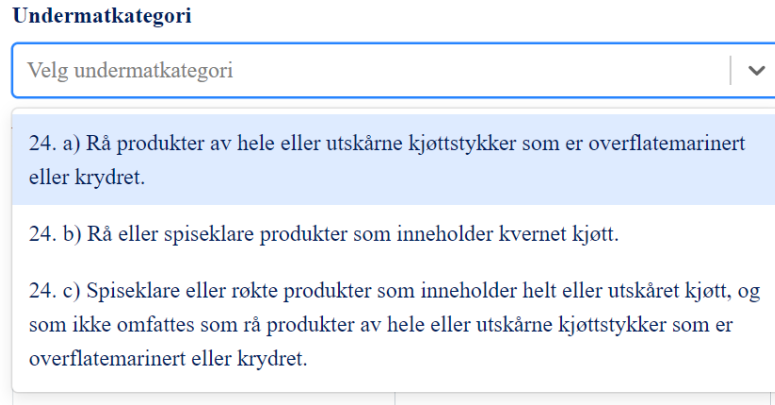 Undermatkategori
Velg undermatkategori
24. a) Rå produkter av hele eller utskårne kjøttstykker som er overflatemarinert
eller krydret.
24. b) Rå eller spiseklare produkter som inneholder kvernet kjøtt.
24. c) Spiseklare eller røkte produkter som inneholder helt eller utskåret kjøtt, og
som ikke omfattes som rå produkter av hele eller utskårne kjøttstykker som er
overflatemarinert eller krydret.